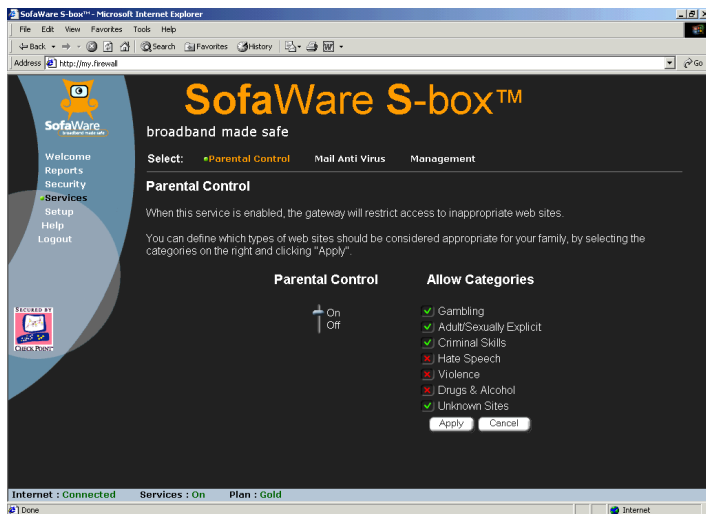 SofaWare S-box™ - Microsoft Internet Explorer
File Edit View Favorites Tools Help
Back Search Favorites History
Address http://my.firewall Go
SofaWare
broadband made safe
SofaWare S-box™
broadband made safe
Welcome
Reports
Security
Services
Setup
Help
Logout
Select: Parental Control Mail Anti Virus Management
Parental Control
When this service is enabled, the gateway will restrict access to inappropriate web sites.
You can define which types of web sites should be considered appropriate for your family, by selecting the
categories on the right and clicking "Apply".
Parental Control Allow Categories
On
Off
Gambling
Adult/Sexually Explicit
Criminal Skills
Hate Speech
Violence
Drugs & Alcohol
Unknown Sites
Apply Cancel
SECURED BY
CHECK POINT
Internet : Connected Services : On Plan : Gold
Done Internet